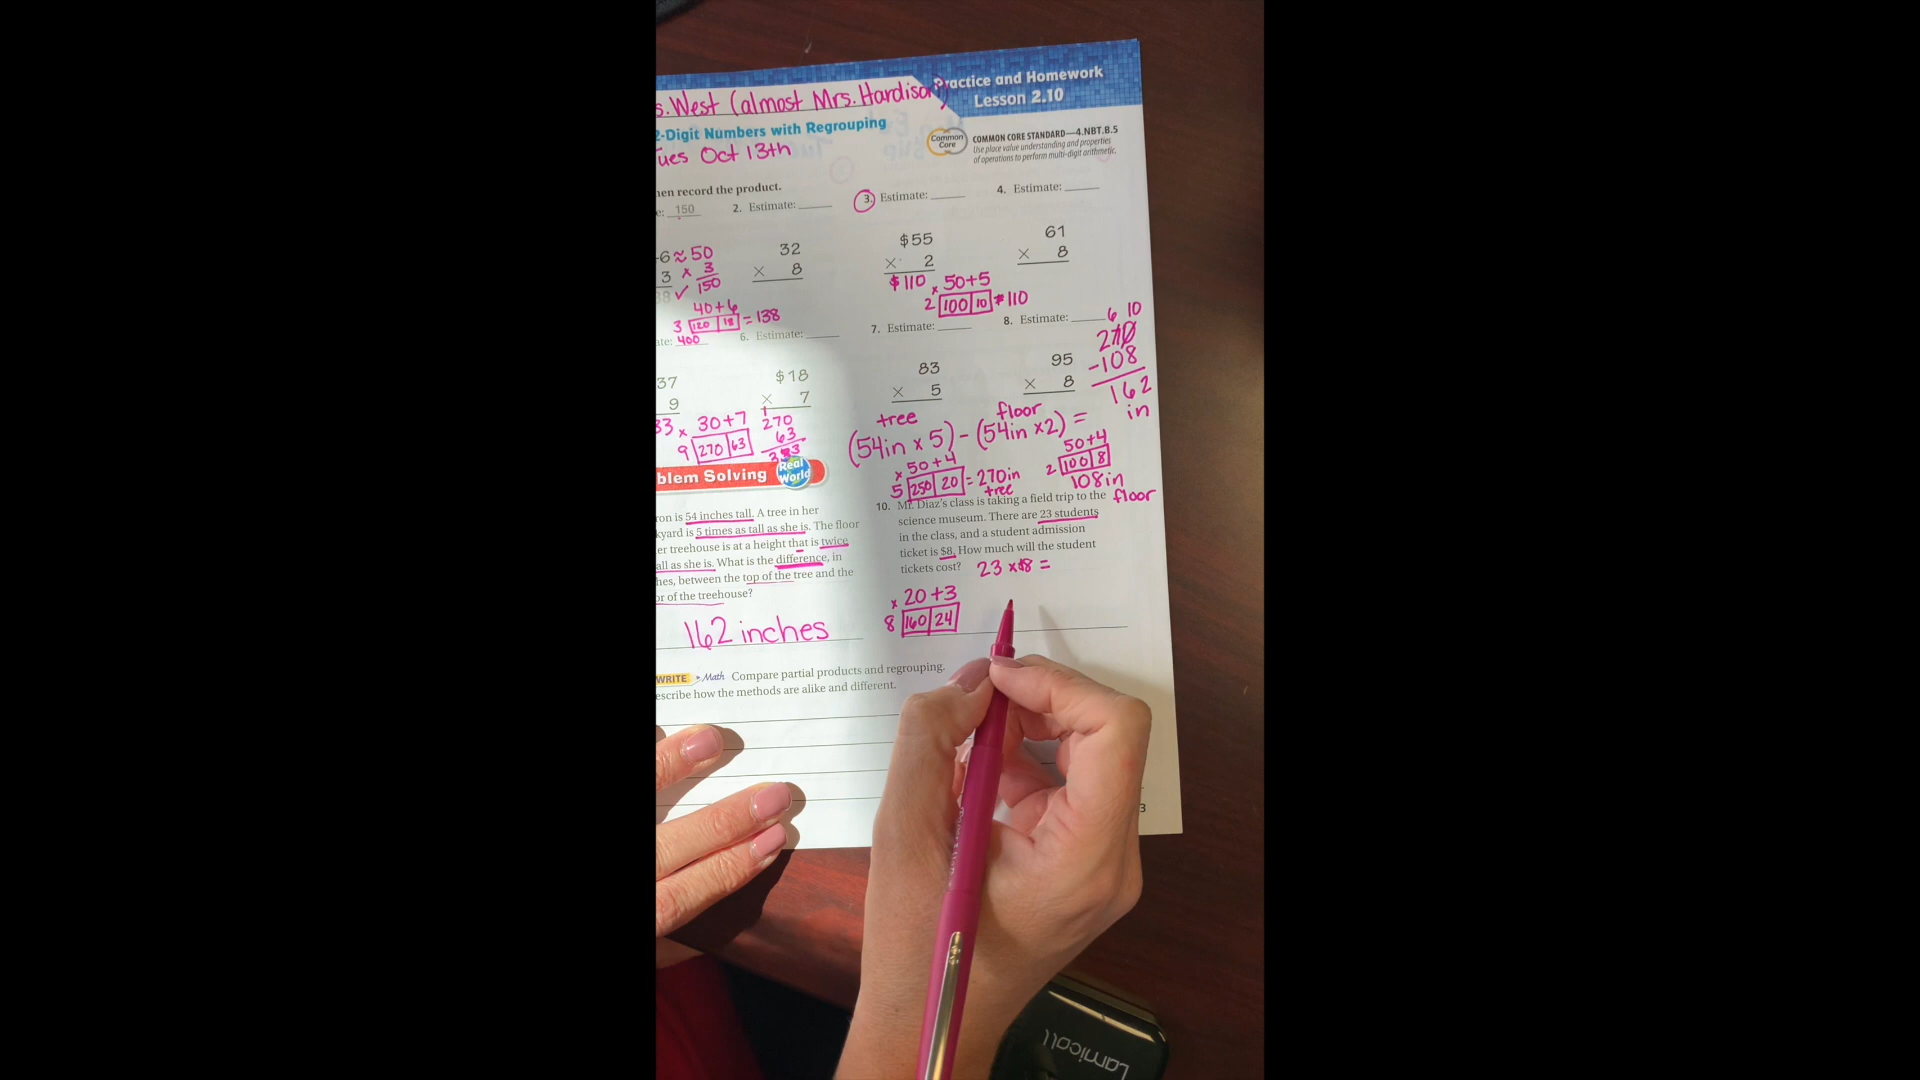 s. West (almost Mrs. Hardison)
Practice and Homework
Lesson 2.10
2-Digit Numbers with Regrouping
ues Oct 13th
Common Core
COMMON CORE STANDARD—4.NBT.B.5
Use place value understanding and properties
of operations to perform multi-digit arithmetic.
hen record the product.
e: 150
2. Estimate:
3. Estimate:
4. Estimate:
6 ≈ 50
3 × 3
38 ✓ 150
40+6
3 120 18 = 138
32
× 8
$55
× 2
$110
× 50+5
2 100 10 = 110
61
× 8
ate: 400
6. Estimate:
7. Estimate:
8. Estimate:
37
9
33
× 30+7
9 270 63
1
270
63
333
$18
× 7
83
× 5
95
× 8
6 10
270
-108
162
in
tree
floor
(54in × 5) - (54in × 2) =
× 50+4
5 250 20 = 270in
tree
50+4
2 100 8
108in
floor
blem Solving Real World
ron is 54 inches tall. A tree in her
kyard is 5 times as tall as she is. The floor
er treehouse is at a height that is twice
all as she is. What is the difference, in
hes, between the top of the tree and the
or of the treehouse?
162 inches
10. Mr. Diaz's class is taking a field trip to the
science museum. There are 23 students
in the class, and a student admission
ticket is $8. How much will the student
tickets cost? 23 × $8 =
× 20+3
8 160 24
WRITE Math Compare partial products and regrouping.
escribe how the methods are alike and different.
3
Lamicall